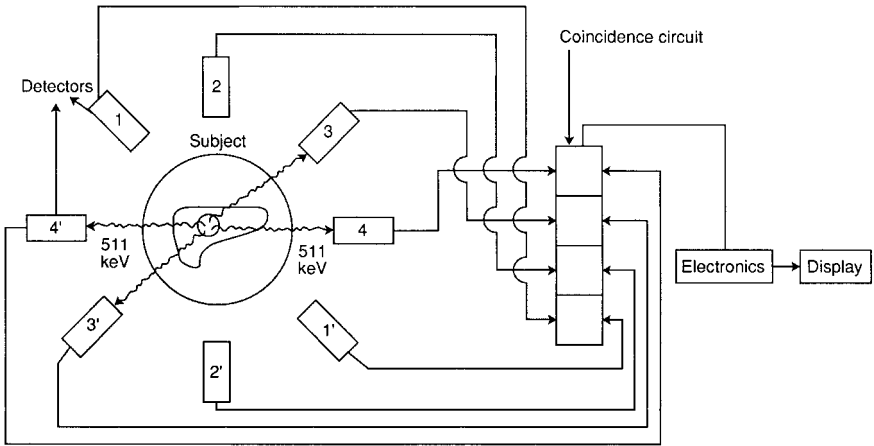 Coincidence circuit
Detectors
1
2
3
Subject
4'
511
keV
511
keV
4
Electronics
Display
3'
2'
1'